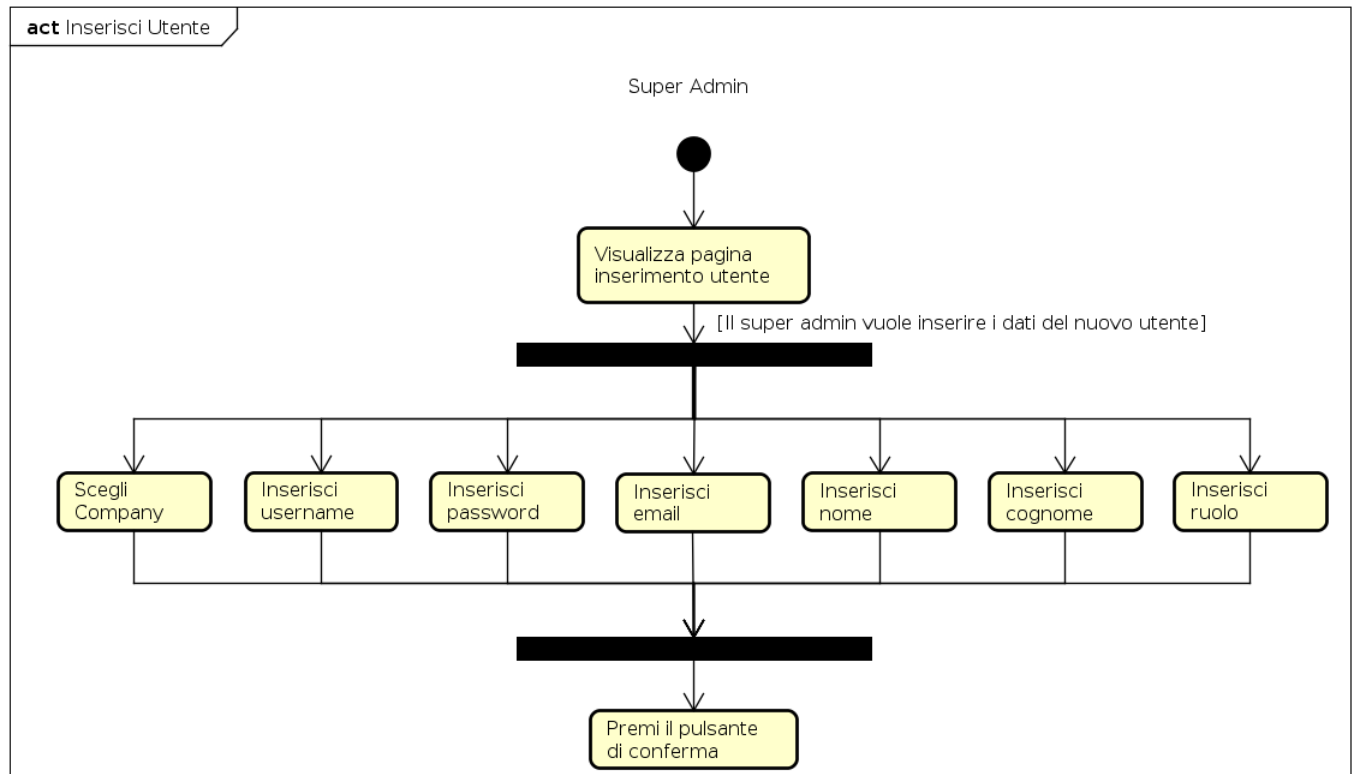 act Inserisci Utente
Super Admin
Visualizza pagina
inserimento utente
[Il super admin vuole inserire i dati del nuovo utente]
Scegli
Company
Inserisci
username
Inserisci
password
Inserisci
email
Inserisci
nome
Inserisci
cognome
Inserisci
ruolo
Premi il pulsante
di conferma